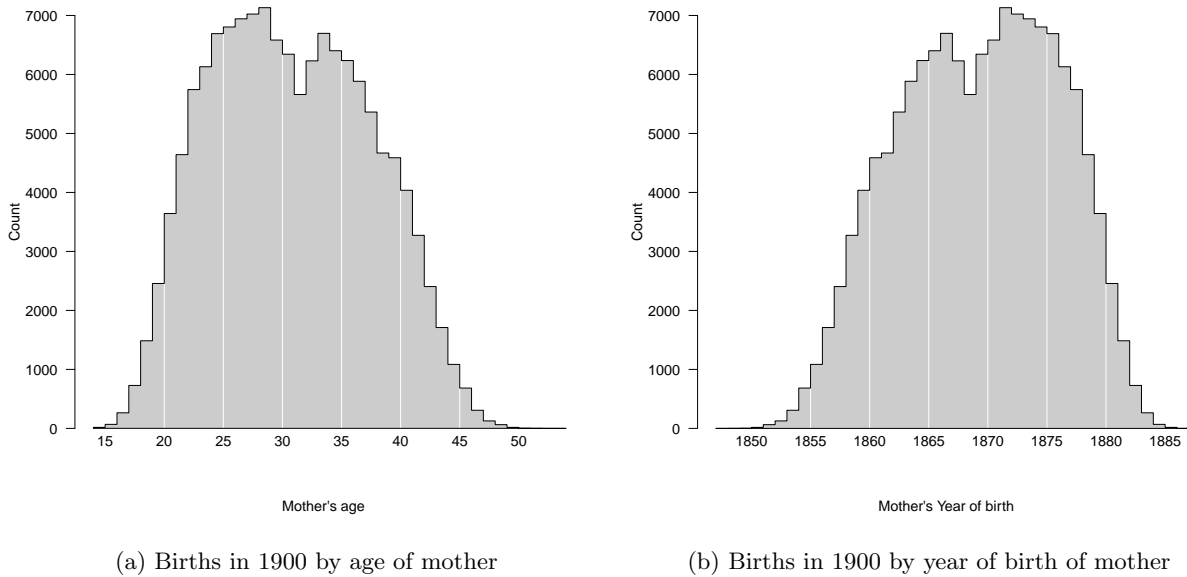 7000
6000
5000
4000
3000
2000
1000
0
Count
15 20 25 30 35 40 45 50
Mother's age
(a) Births in 1900 by age of mother
7000
6000
5000
4000
3000
2000
1000
0
Count
1850 1855 1860 1865 1870 1875 1880 1885
Mother's Year of birth
(b) Births in 1900 by year of birth of mother